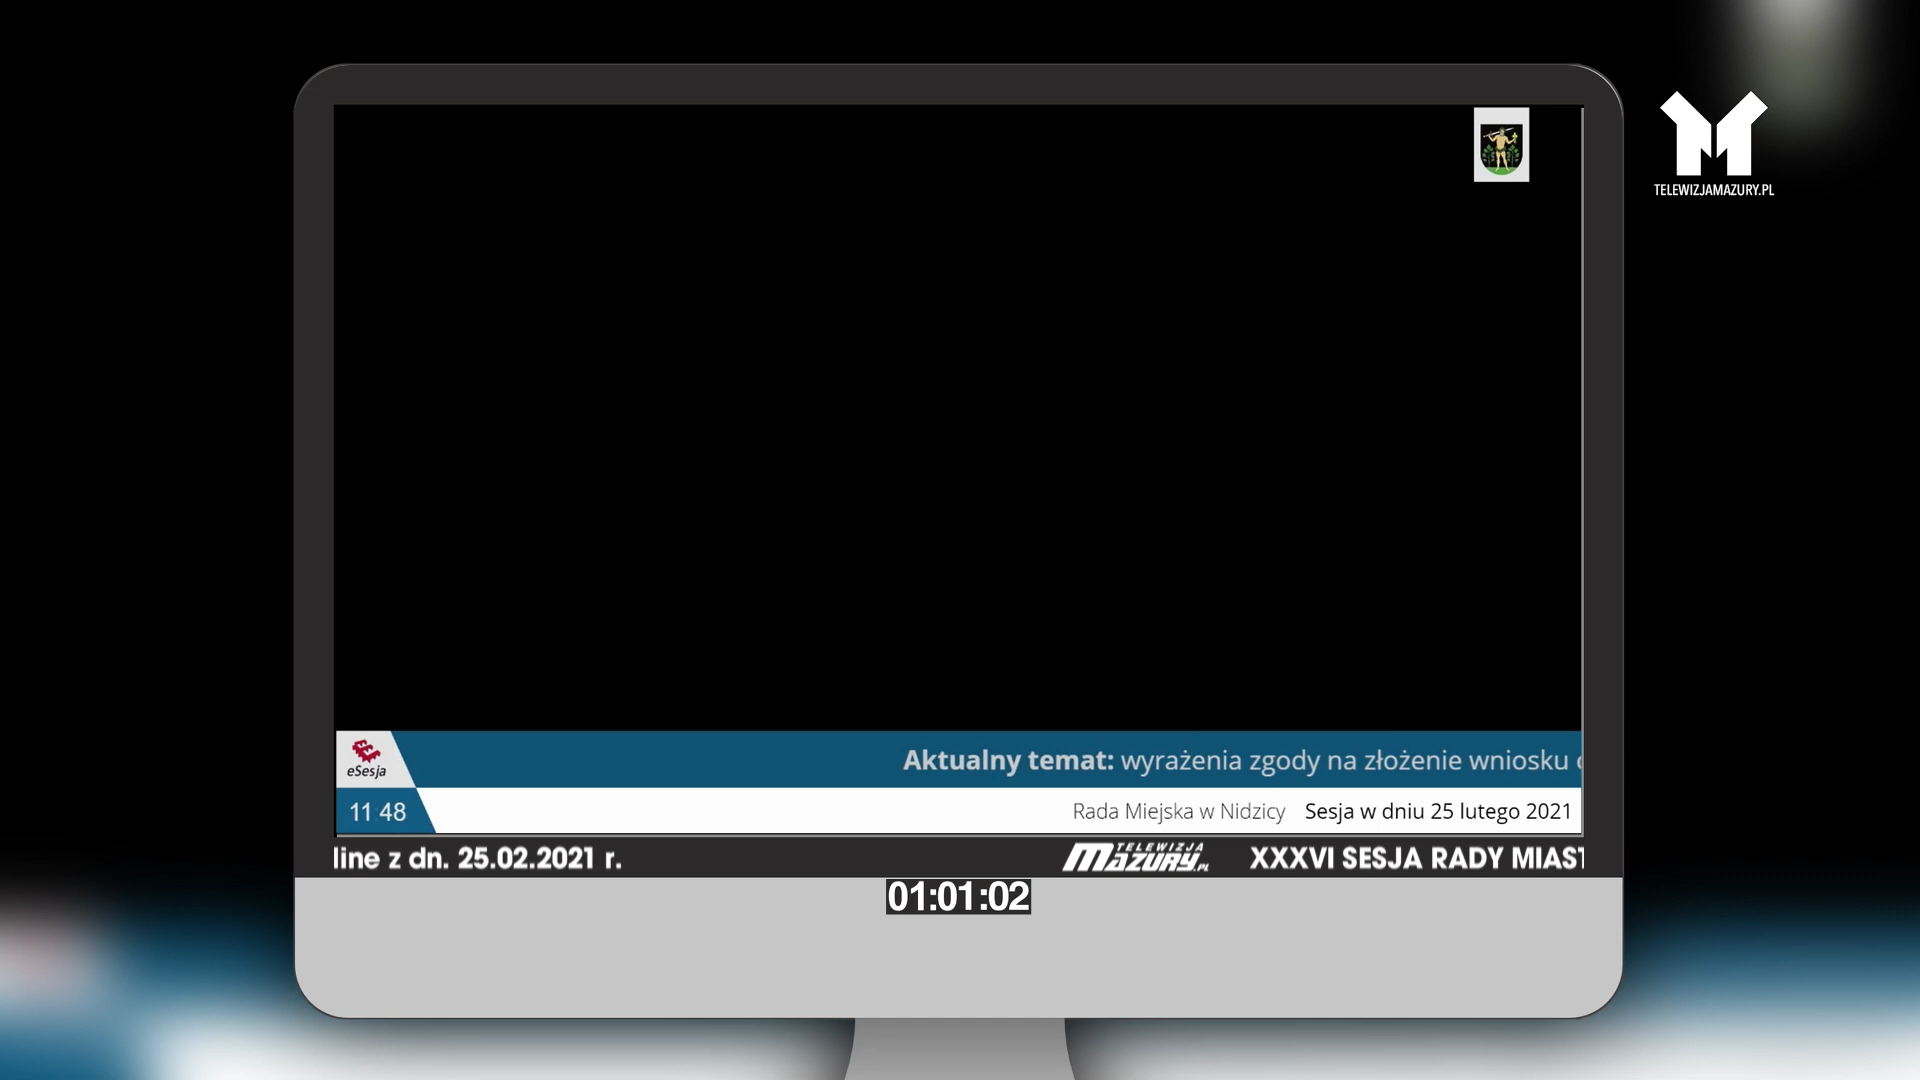 TELEWIZJAMAZURY.PL
eSesja
Aktualny temat: wyrażenia zgody na złożenie wniosku
11 48
Rada Miejska w Nidzicy Sesja w dniu 25 lutego 2021
line z dn. 25.02.2021 r. TELEWIZJA MAZURY.PL XXXVI SESJA RADY MIAST
01:01:02